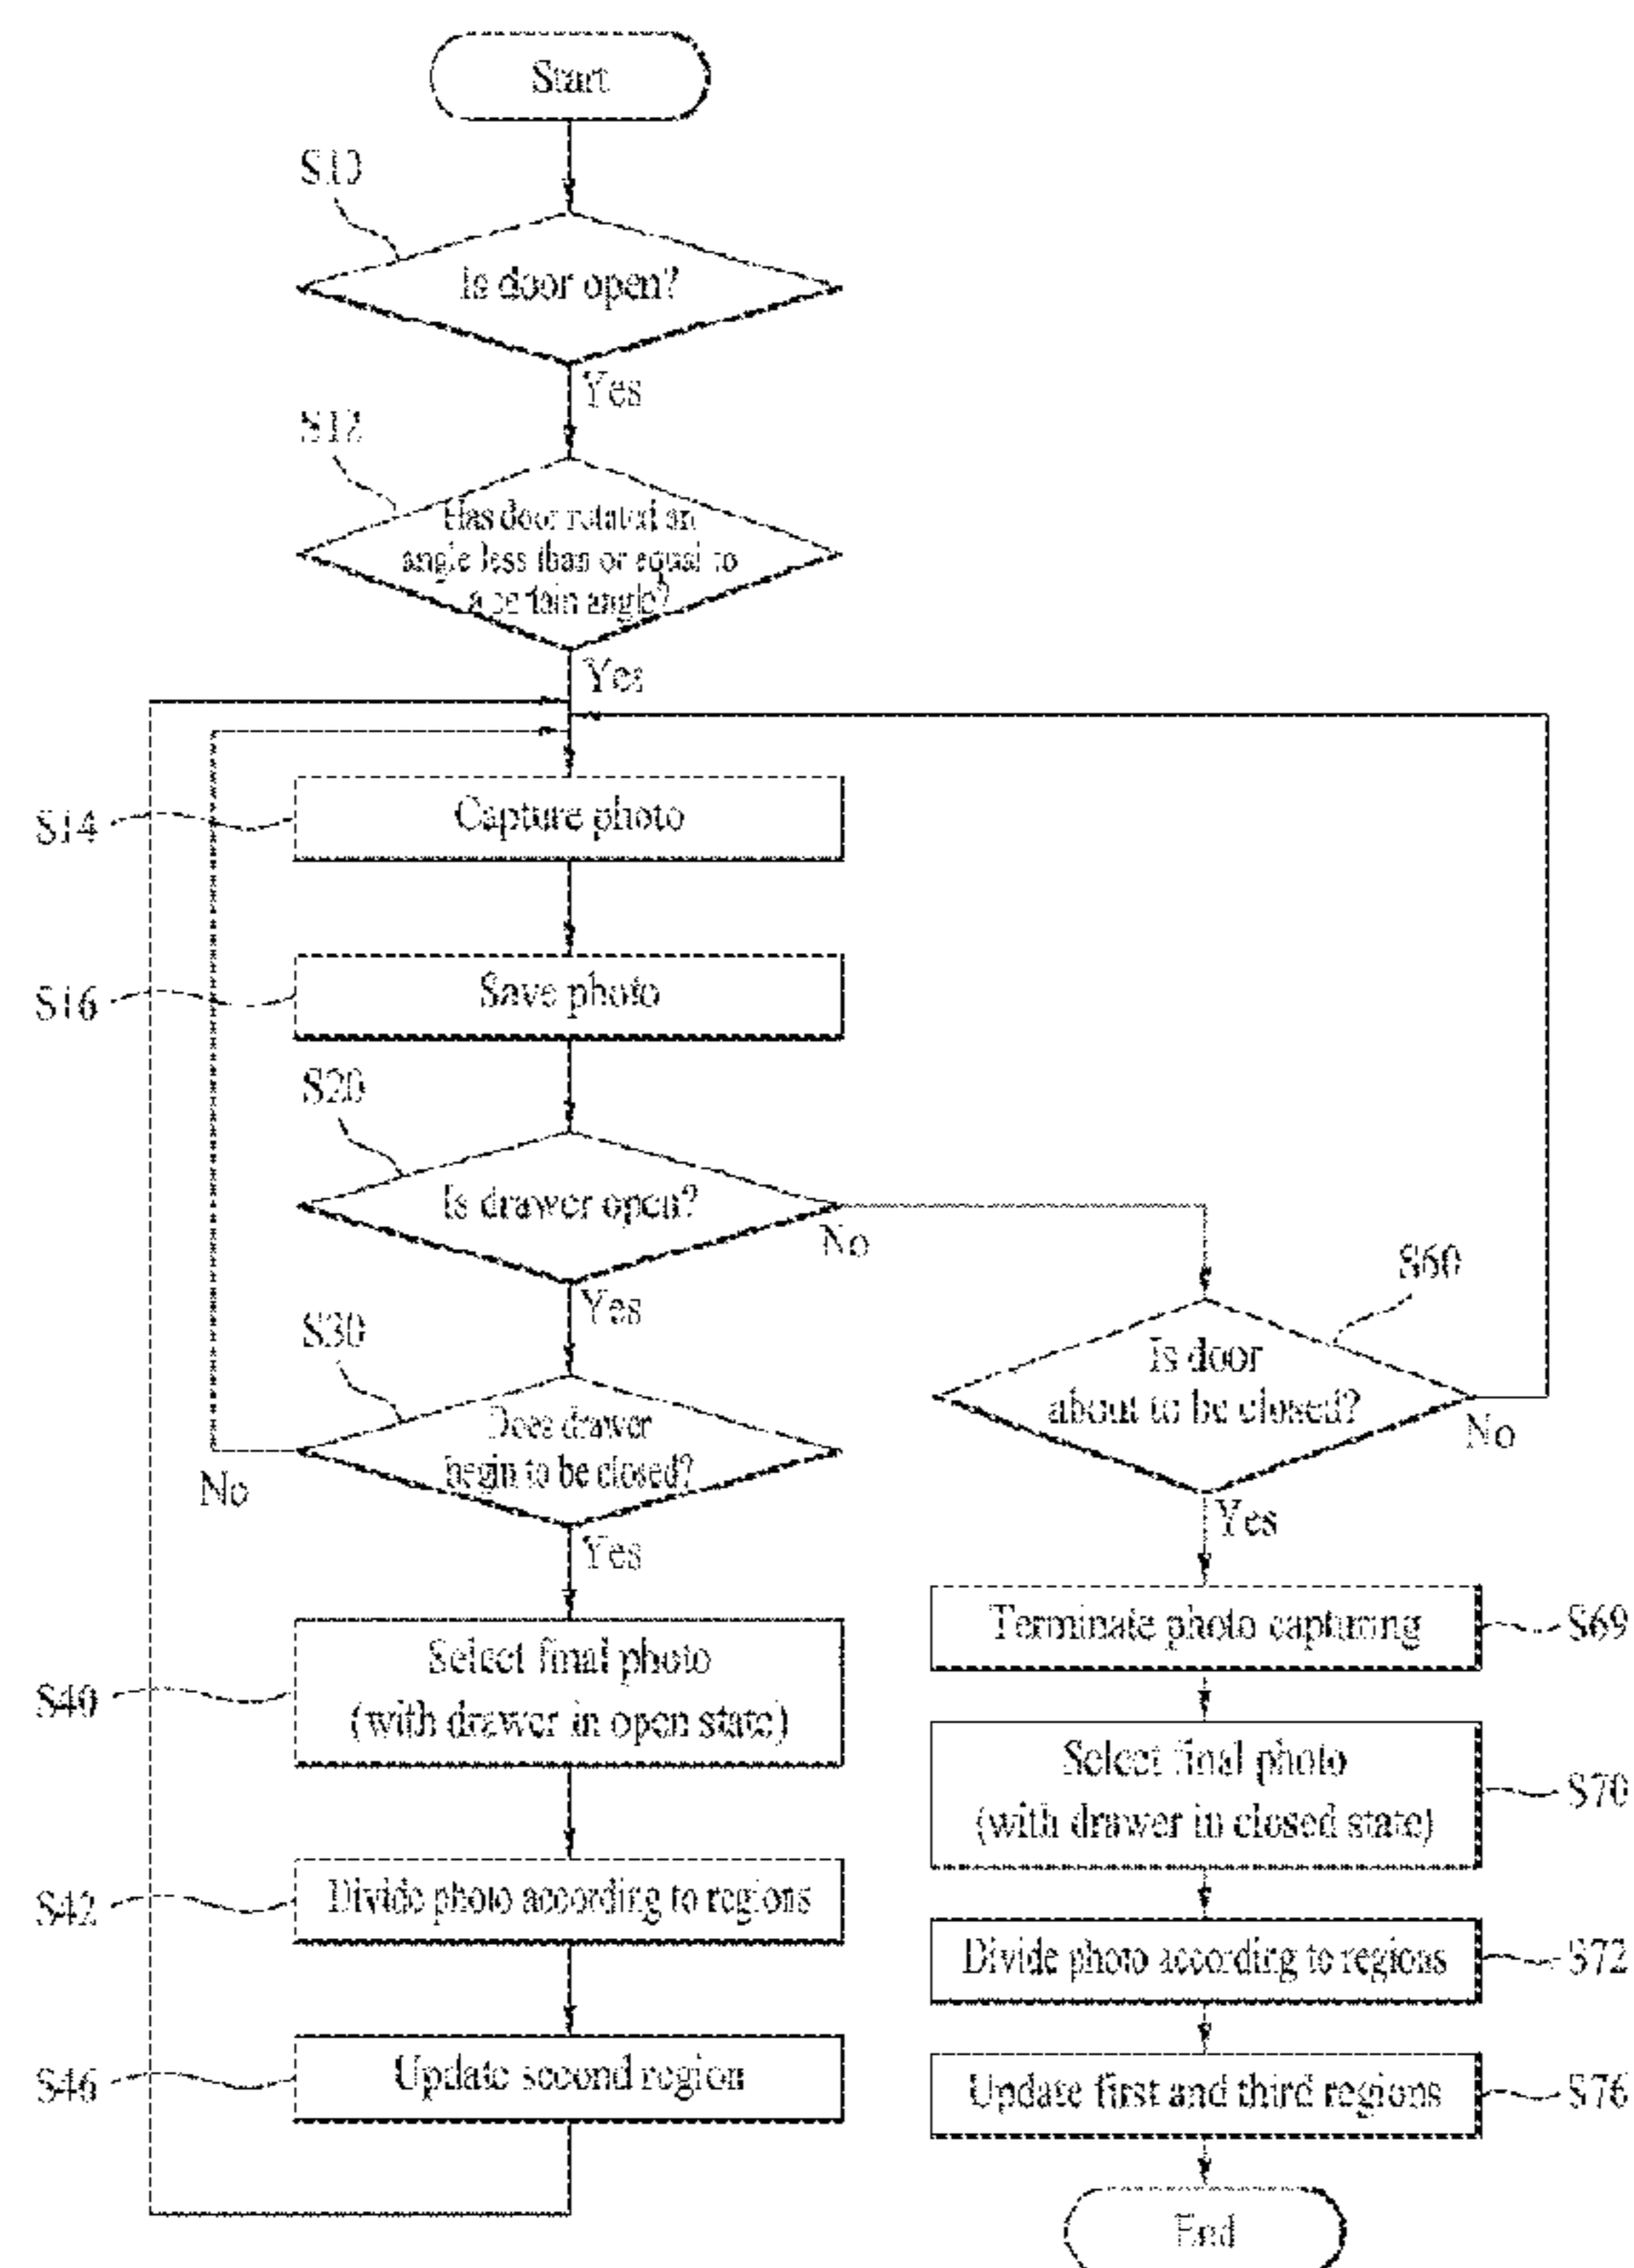 Start
S10
Is door open?
Yes
S12
Has door rotated an
angle less than or equal to
a certain angle?
Yes
S14
Capture photo
S16
Save photo
S20
Is drawer open?
No
Yes
S60
Is door
about to be closed?
No
Yes
S30
Does drawer
begin to be closed?
No
Yes
S40
Select final photo
(with drawer in open state)
S42
Divide photo according to regions
S46
Update second region
Terminate photo capturing
S69
Select final photo
(with drawer in closed state)
S70
Divide photo according to regions
S72
Update first and third regions
S76
End